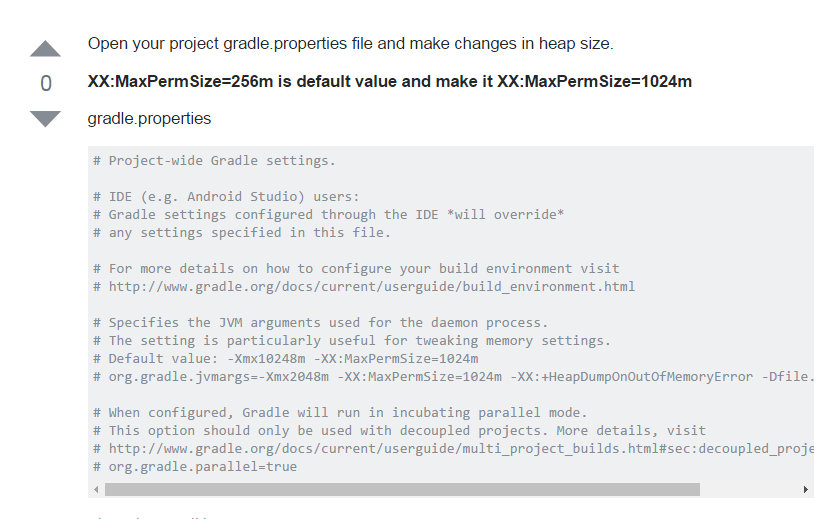 Open your project gradle.properties file and make changes in heap size.
0
XX:MaxPermSize=256m is default value and make it XX:MaxPermSize=1024m
gradle.properties
# Project-wide Gradle settings.
# IDE (e.g. Android Studio) users:
# Gradle settings configured through the IDE *will override*
# any settings specified in this file.
# For more details on how to configure your build environment visit
# http://www.gradle.org/docs/current/userguide/build_environment.html
# Specifies the JVM arguments used for the daemon process.
# The setting is particularly useful for tweaking memory settings.
# Default value: -Xmx10248m -XX:MaxPermSize=1024m
# org.gradle.jvmargs=-Xmx2048m -XX:MaxPermSize=1024m -XX:+HeapDumpOnOutOfMemoryError -Dfile.
# When configured, Gradle will run in incubating parallel mode.
# This option should only be used with decoupled projects. More details, visit
# http://www.gradle.org/docs/current/userguide/multi_project_builds.html#sec:decoupled_proje
# org.gradle.parallel=true